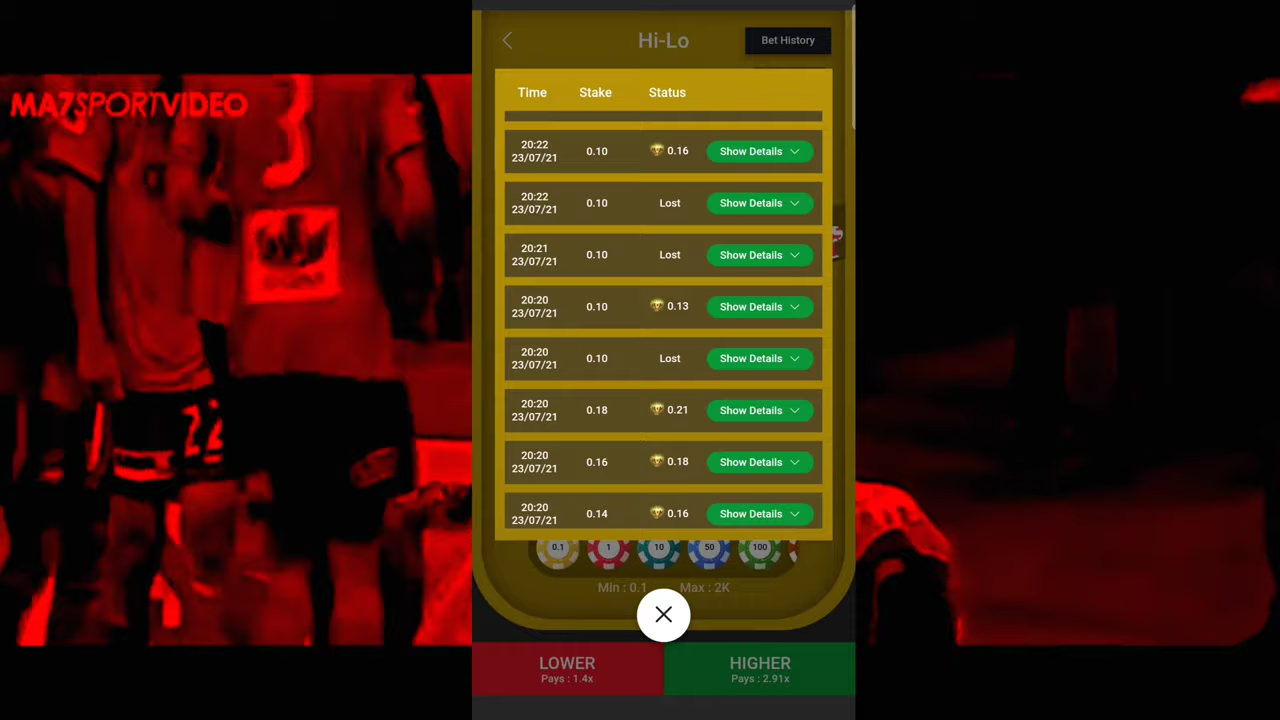 MA7SPORTVIDEO
3
22
Hi-Lo
Bet History
Time Stake Status
20:22
23/07/21
0.10 0.16 Show Details
20:22
23/07/21
0.10 Lost Show Details
20:21
23/07/21
0.10 Lost Show Details
20:20
23/07/21
0.10 0.13 Show Details
20:20
23/07/21
0.10 Lost Show Details
20:20
23/07/21
0.18 0.21 Show Details
20:20
23/07/21
0.16 0.18 Show Details
20:20
23/07/21
0.14 0.16 Show Details
0.1 1 10 50 100
Min : 0.1 Max : 2K
LOWER
Pays : 1.4x
HIGHER
Pays : 2.91x